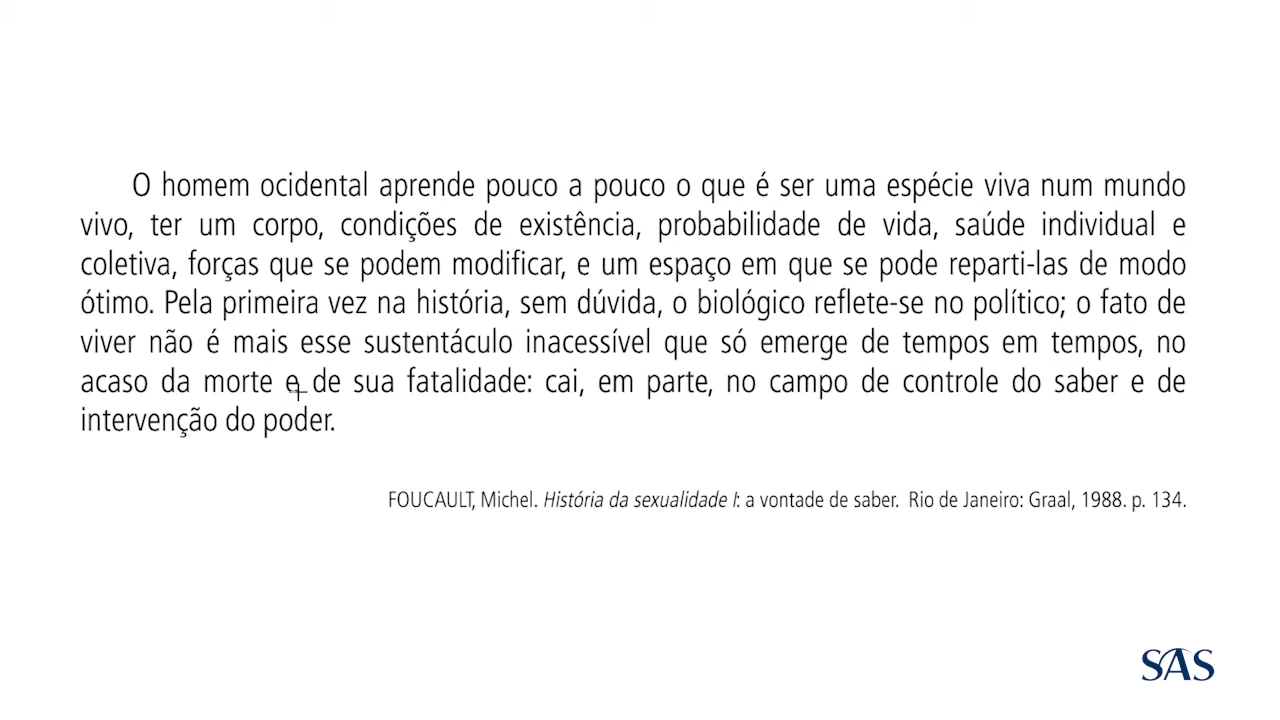 O homem ocidental aprende pouco a pouco o que é ser uma espécie viva num mundo
vivo, ter um corpo, condições de existência, probabilidade de vida, saúde individual e
coletiva, forças que se podem modificar, e um espaço em que se pode reparti-las de modo
ótimo. Pela primeira vez na história, sem dúvida, o biológico reflete-se no político; o fato de
viver não é mais esse sustentáculo inacessível que só emerge de tempos em tempos, no
acaso da morte e de sua fatalidade: cai, em parte, no campo de controle do saber e de
intervenção do poder.
FOUCAULT, Michel. História da sexualidade I: a vontade de saber. Rio de Janeiro: Graal, 1988. p. 134.
SAS